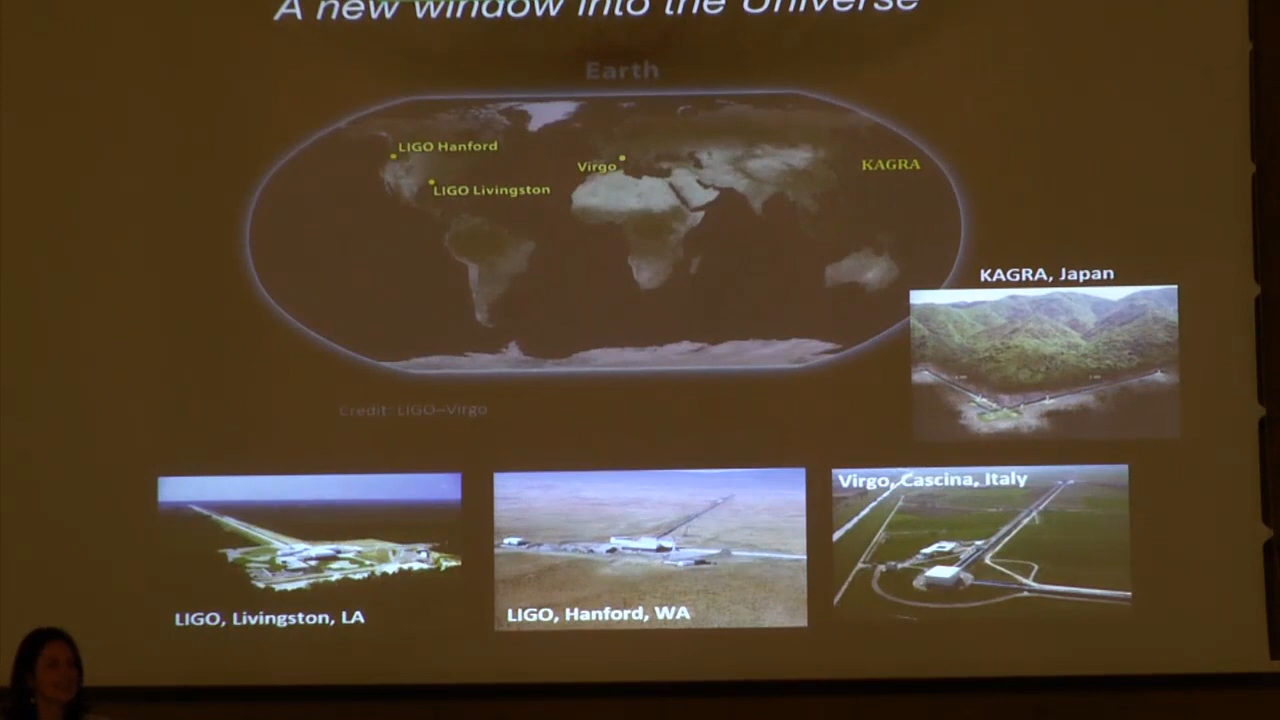 A new window into the Universe
Earth
LIGO Hanford
Virgo
KAGRA
LIGO Livingston
KAGRA, Japan
Credit: LIGO–Virgo
Virgo, Cascina, Italy
LIGO, Livingston, LA
LIGO, Hanford, WA